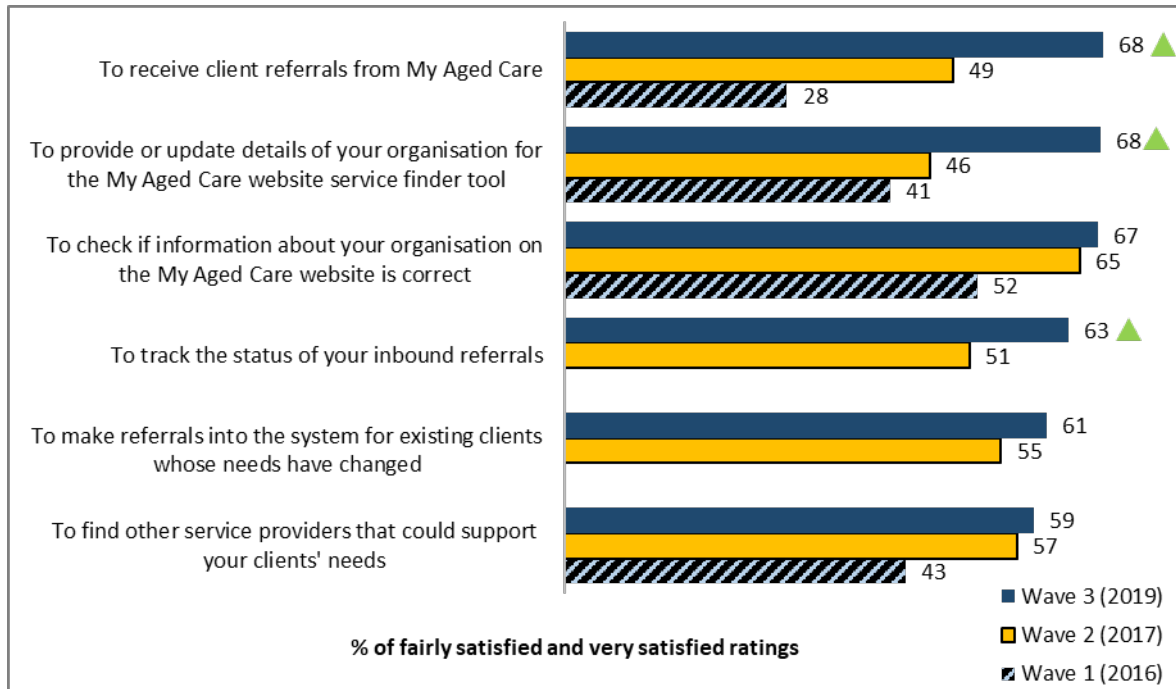 To receive client referrals from My Aged Care
68
49
28
To provide or update details of your organisation for
the My Aged Care website service finder tool
68
46
41
To check if information about your organisation on
the My Aged Care website is correct
67
65
52
To track the status of your inbound referrals
63
51
To make referrals into the system for existing clients
whose needs have changed
61
55
To find other service providers that could support
your clients' needs
59
57
43
% of fairly satisfied and very satisfied ratings
Wave 3 (2019)
Wave 2 (2017)
Wave 1 (2016)